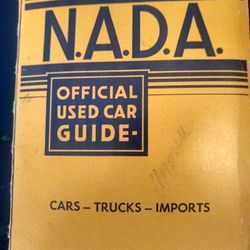 N.A.D.A.
OFFICIAL
USED CAR
GUIDE-
CARS – TRUCKS – IMPORTS